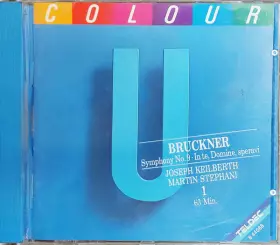 COLOUR
U
BRUCKNER
Symphony No. 9 · In te, Domine, speravi
JOSEPH KEILBERTH
MARTIN STEPHANI
1
63 Min.
TELDEC